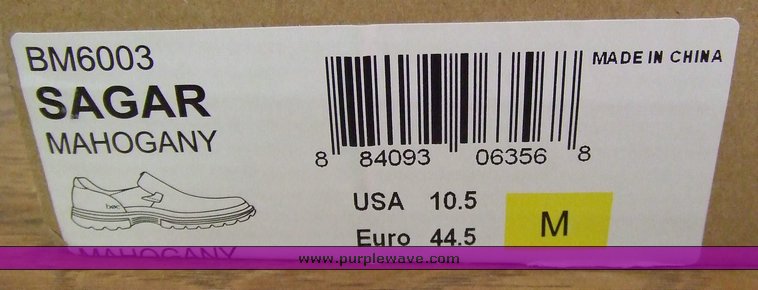 BM6003
SAGAR
MAHOGANY
MADE IN CHINA
8 84093 06356 8
USA 10.5
Euro 44.5
M
MAHOGANY
www.purplewave.com